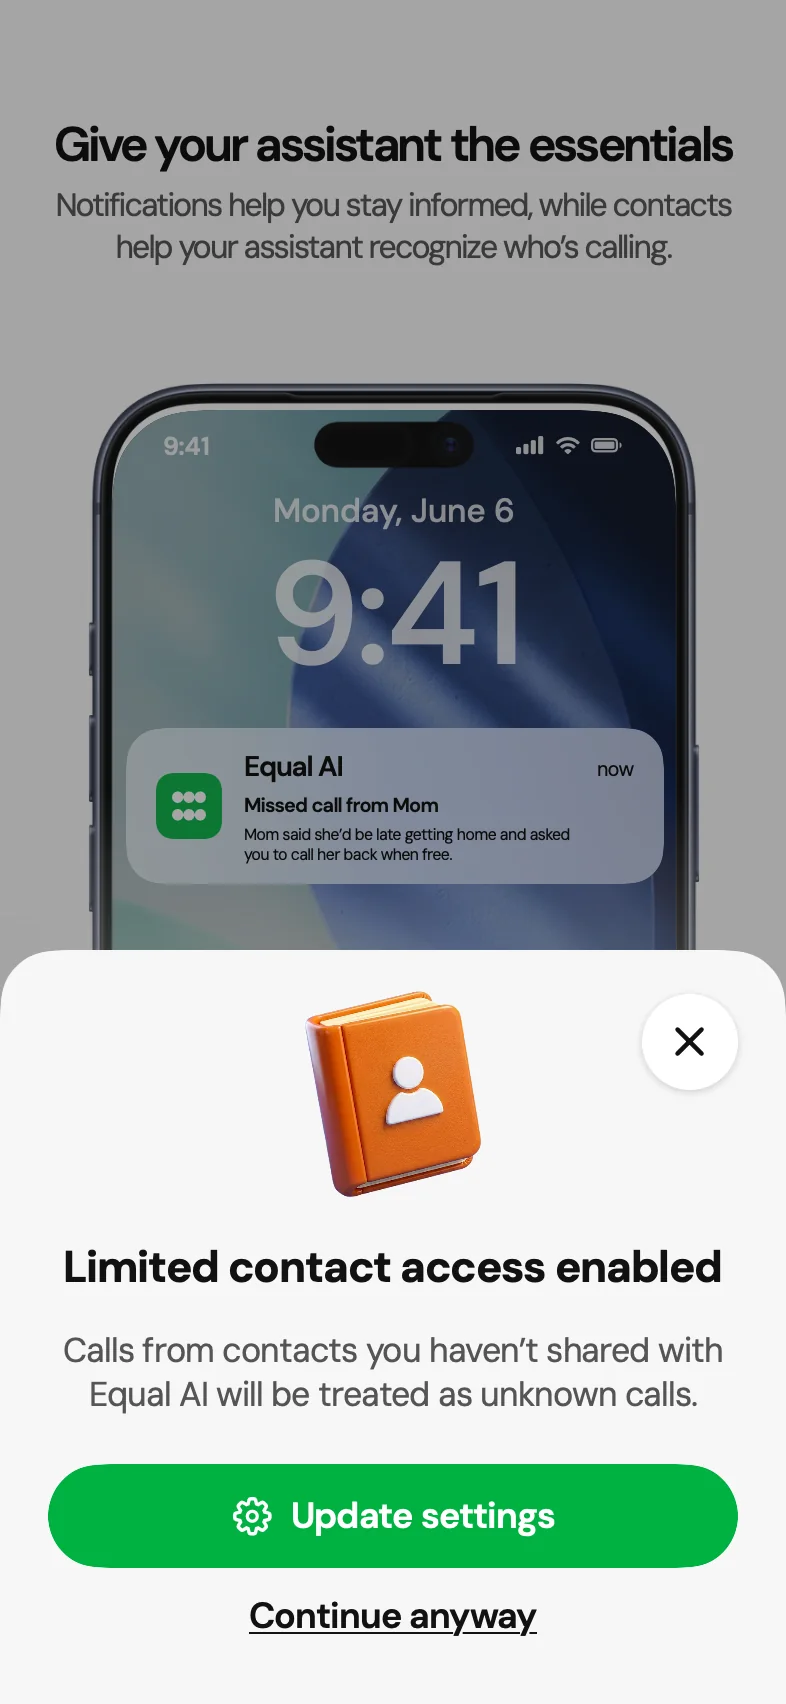 Give your assistant the essentials
Notifications help you stay informed, while contacts
help your assistant recognize who’s calling.
9:41
Monday, June 6
9:41
Equal AI
now
Missed call from Mom
Mom said she’d be late getting home and asked
you to call her back when free.
Limited contact access enabled
Calls from contacts you haven’t shared with
Equal AI will be treated as unknown calls.
Update settings
Continue anyway